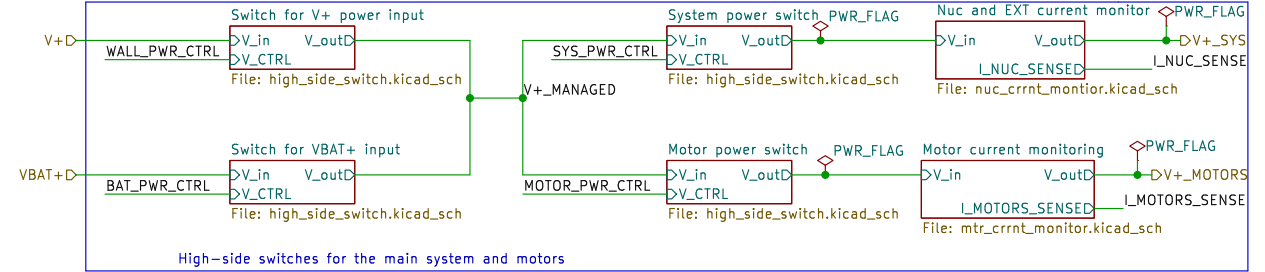 Switch for V+ power input
V+
V_in
V_out
WALL_PWR_CTRL
V_CTRL
File: high_side_switch.kicad_sch
System power switch
PWR_FLAG
V_in
V_out
SYS_PWR_CTRL
V_CTRL
File: high_side_switch.kicad_sch
Nuc and EXT current monitor
PWR_FLAG
V_in
V_out
V+_SYS
I_NUC_SENSE
I_NUC_SENSE
File: nuc_crrnt_montior.kicad_sch
V+_MANAGED
Switch for VBAT+ input
VBAT+
V_in
V_out
BAT_PWR_CTRL
V_CTRL
File: high_side_switch.kicad_sch
Motor power switch
PWR_FLAG
V_in
V_out
MOTOR_PWR_CTRL
V_CTRL
File: high_side_switch.kicad_sch
Motor current monitoring
PWR_FLAG
V_in
V_out
V+_MOTORS
I_MOTORS_SENSE
I_MOTORS_SENSE
File: mtr_crrnt_monitor.kicad_sch
High-side switches for the main system and motors